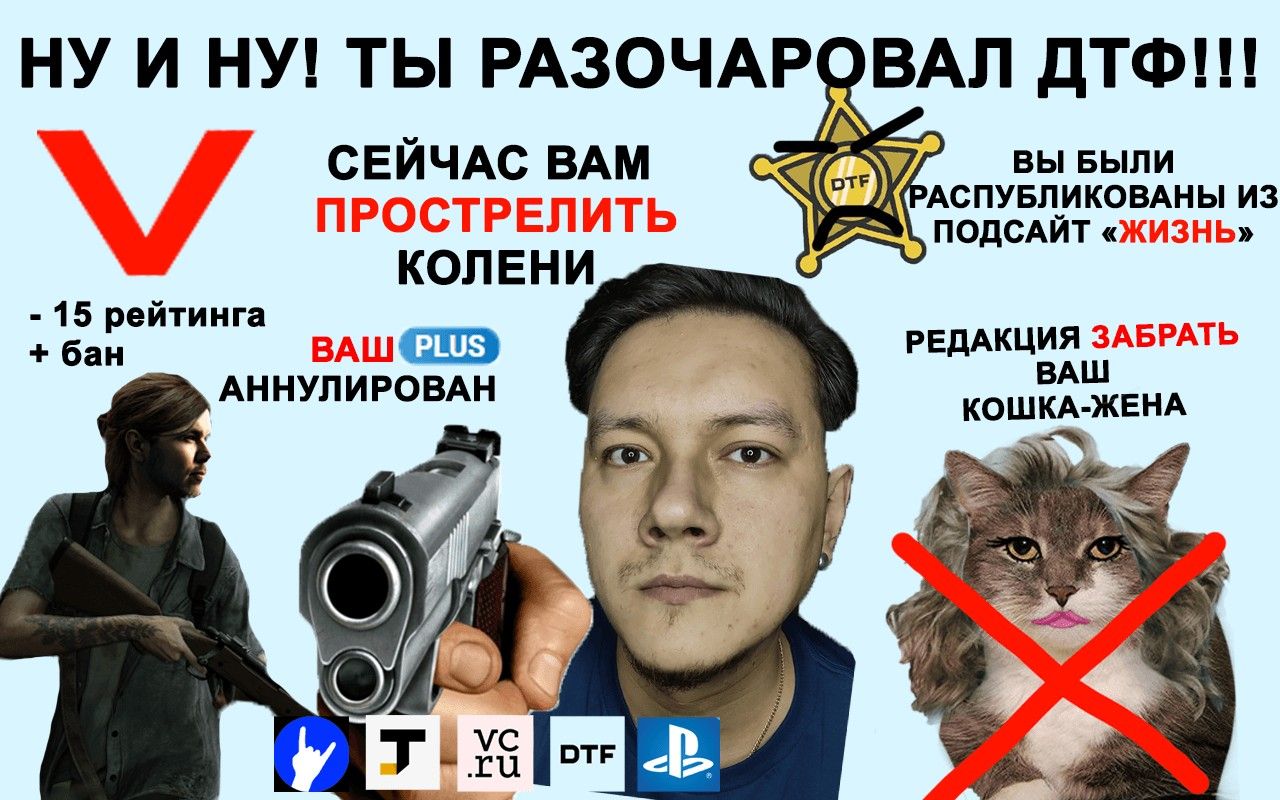 НУ И НУ! ТЫ РАЗОЧАРОВАЛ ДТФ!!!
СЕЙЧАС ВАМ
ПРОСТРЕЛИТЬ
КОЛЕНИ
DTF
ВЫ БЫЛИ
РАСПУБЛИКОВАНЫ ИЗ
ПОДСАЙТ «ЖИЗНЬ»
- 15 рейтинга
+ бан
ВАШ PLUS
АННУЛИРОВАН
РЕДАКЦИЯ ЗАБРАТЬ
ВАШ
КОШКА-ЖЕНА
vc
.ru
DTF